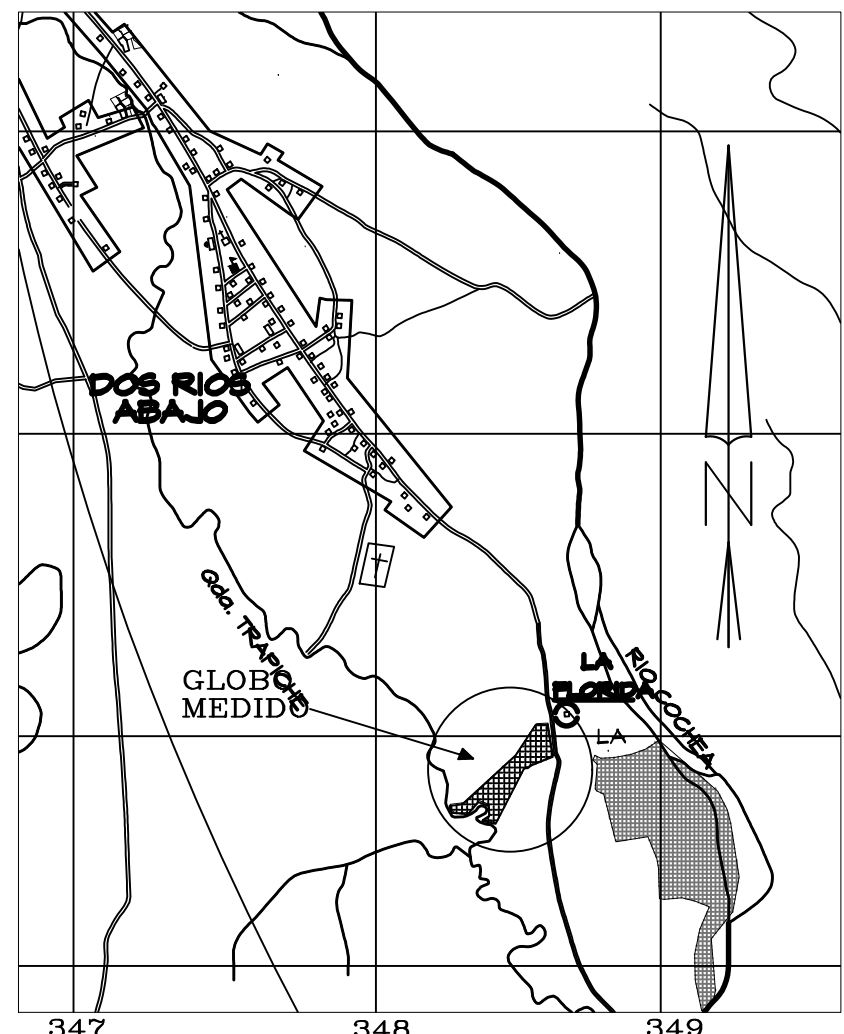 DOS RIOS
ABAJO
Qda. TRAPICHE
GLOBO
MEDIDO
LA
FLORIDA
RIO COCHEA
LA
N
347
348
349